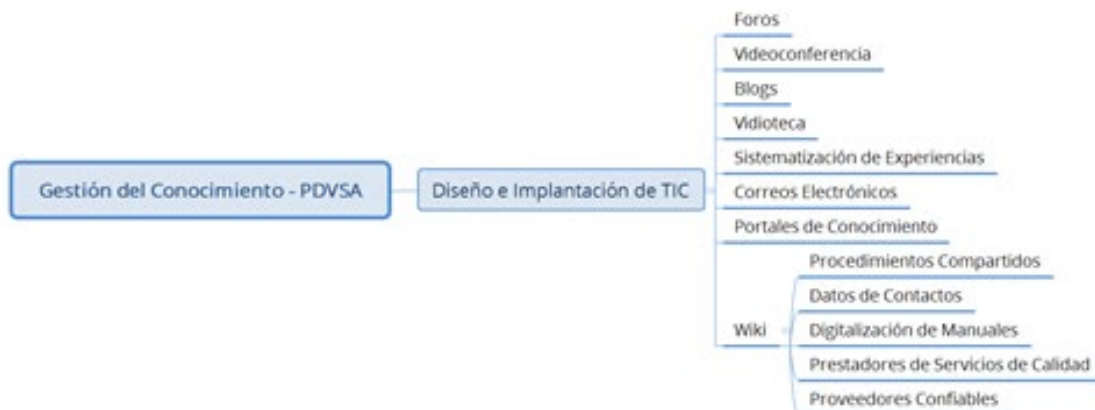 Gestión del Conocimiento - PDVSA
Diseño e Implantación de TIC
Foros
Videoconferencia
Blogs
Vidioteca
Sistematización de Experiencias
Correos Electrónicos
Portales de Conocimiento
Wiki
Procedimientos Compartidos
Datos de Contactos
Digitalización de Manuales
Prestadores de Servicios de Calidad
Proveedores Confiables